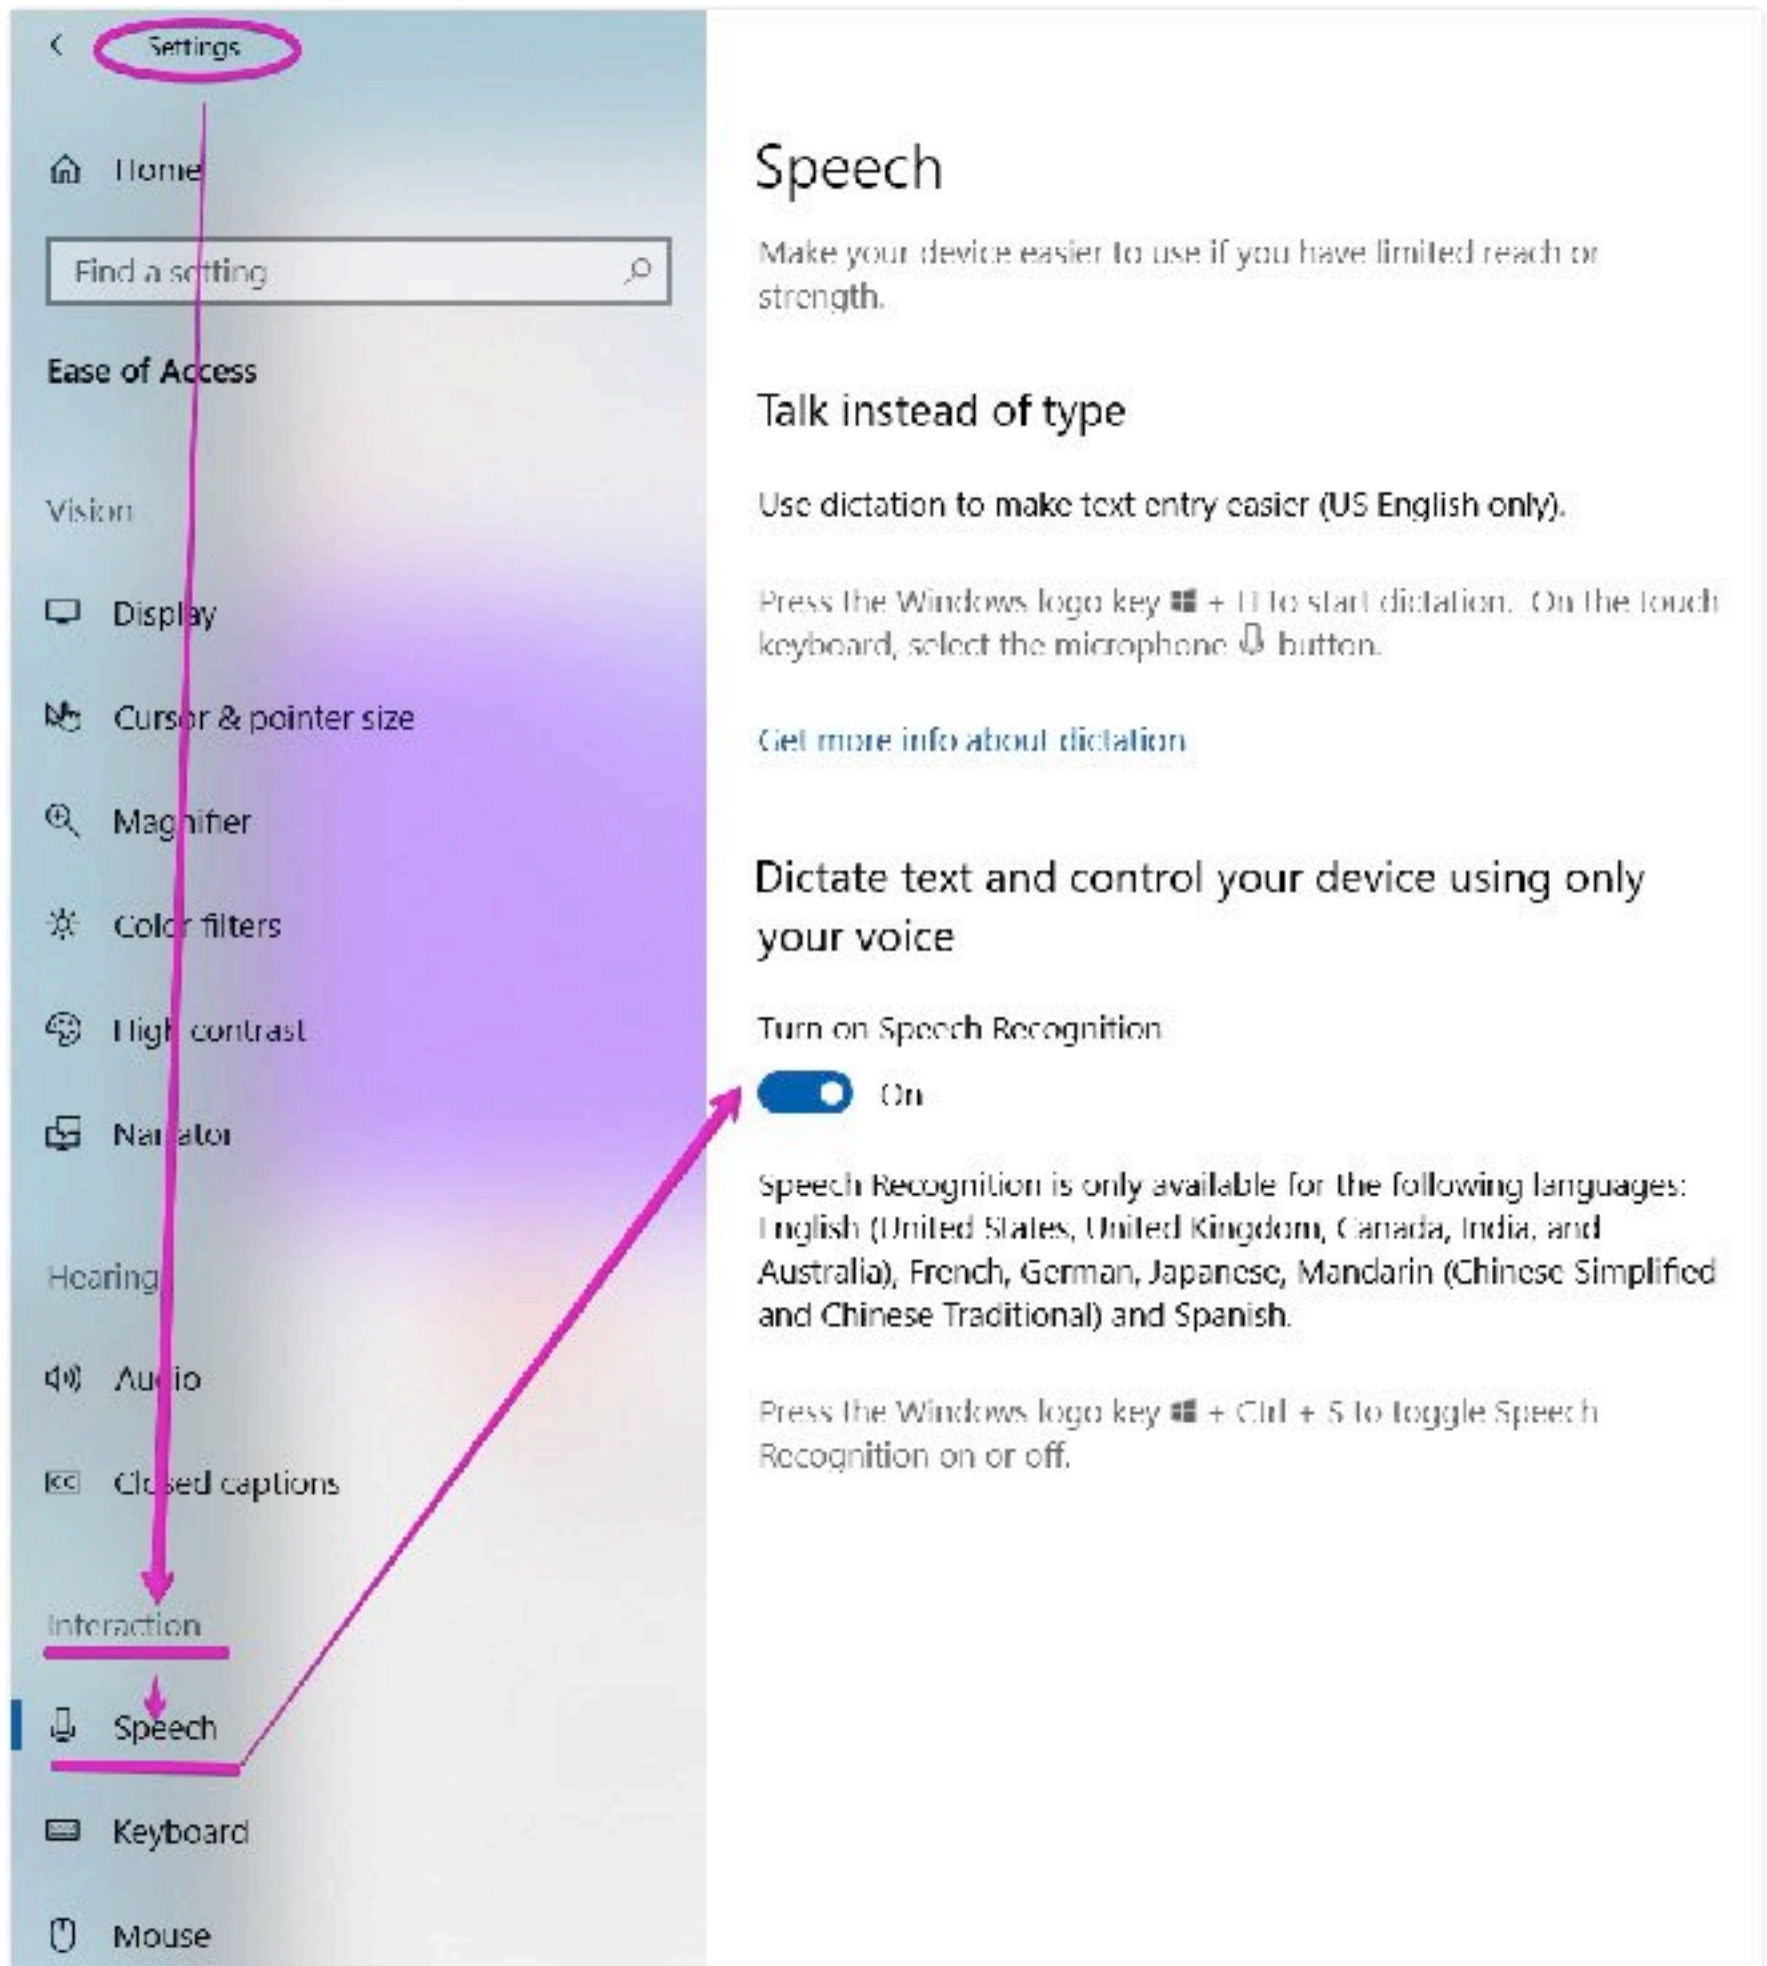 Settings
Home
Find a setting
Ease of Access
Vision
Display
Cursor & pointer size
Magnifier
Color filters
High contrast
Narrator
Hearing
Audio
Closed captions
Interaction
Speech
Keyboard
Mouse
Speech
Make your device easier to use if you have limited reach or
strength.
Talk instead of type
Use dictation to make text entry easier (US English only).
Press the Windows logo key + to start dictation. On the touch
keyboard, select the microphone button.
Get more info about dictation
Dictate text and control your device using only
your voice
Turn on Speech Recognition
On
Speech Recognition is only available for the following languages:
English (United States, United Kingdom, Canada, India, and
Australia), French, German, Japanese, Mandarin (Chinese Simplified
and Chinese Traditional) and Spanish.
Press the Windows logo key + Ctrl + S to toggle Speech
Recognition on or off.